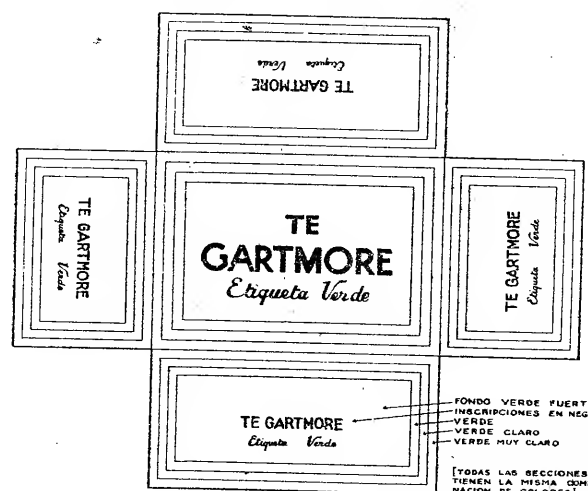 TE GARTMORE
Etiqueta Verde
TE GARTMORE
Etiqueta Verde
TE
GARTMORE
Etiqueta Verde
TE GARTMORE
Etiqueta Verde
TE GARTMORE
Etiqueta Verde
FONDO VERDE FUERT
INSCRIPCIONES EN NEG
VERDE
VERDE CLARO
VERDE MUY CLARO
[TODAS LAS SECCIONES
TIENEN LA MISMA COM